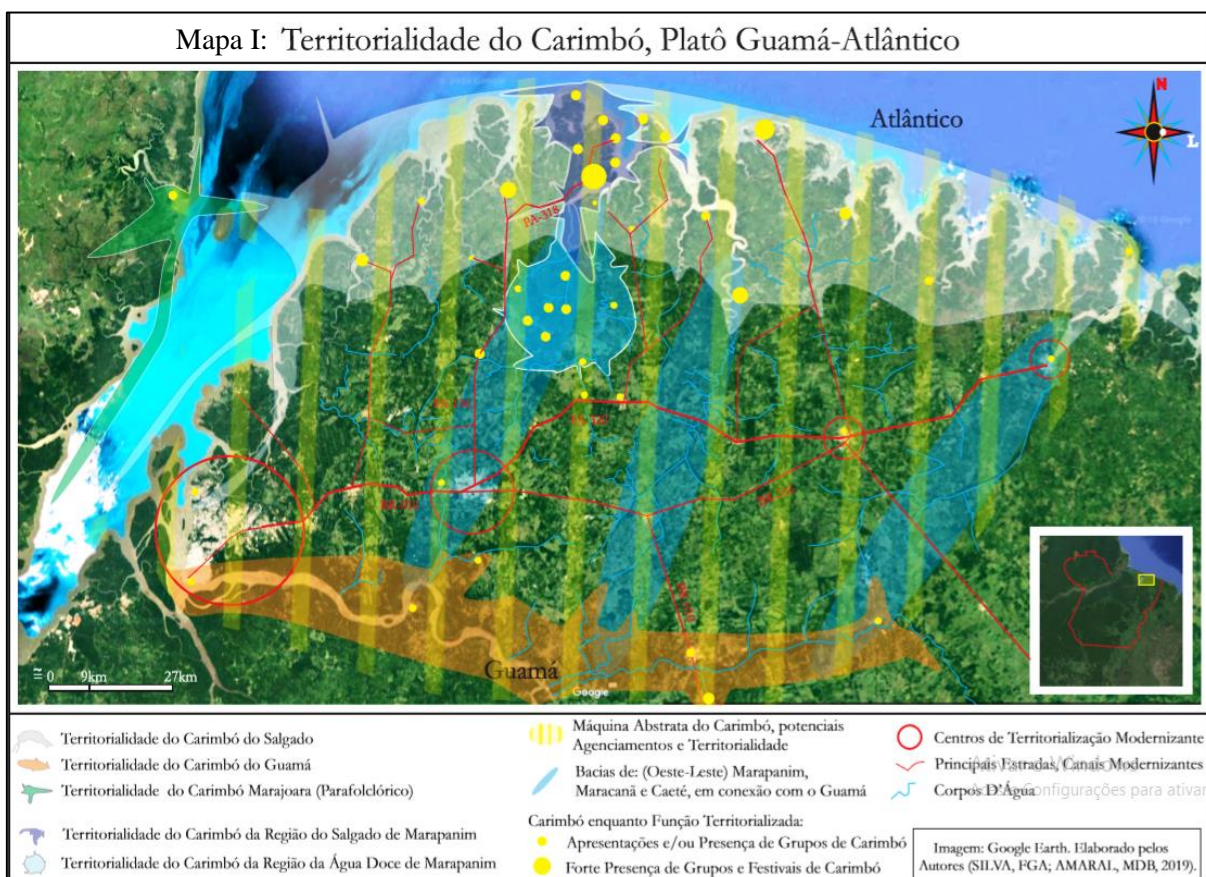 Mapa I: Territorialidade do Carimbó, Platô Guamá-Atlântico
Atlântico
N
L
PA-318
Guamá
Google
0 9km 27km
Territorialidade do Carimbó do Salgado
Territorialidade do Carimbó do Guamá
Territorialidade do Carimbó Marajoara (Parafolclórico)
Territorialidade do Carimbó da Região do Salgado de Marapanim
Territorialidade do Carimbó da Região da Água Doce de Marapanim
Máquina Abstrata do Carimbó, potenciais
Agenciamentos e Territorialidade
Bacias de: (Oeste-Leste) Marapanim,
Maracanã e Caeté, em conexão com o Guamá
Carimbó enquanto Função Territorializada:
Apresentações e/ou Presença de Grupos de Carimbó
Forte Presença de Grupos e Festivais de Carimbó
Centros de Territorialização Modernizante
Principais Estradas, Canais Modernizantes
Corpos D'Água
Imagem: Google Earth. Elaborado pelos
Autores (SILVA, FGA; AMARAL, MDB, 2019).